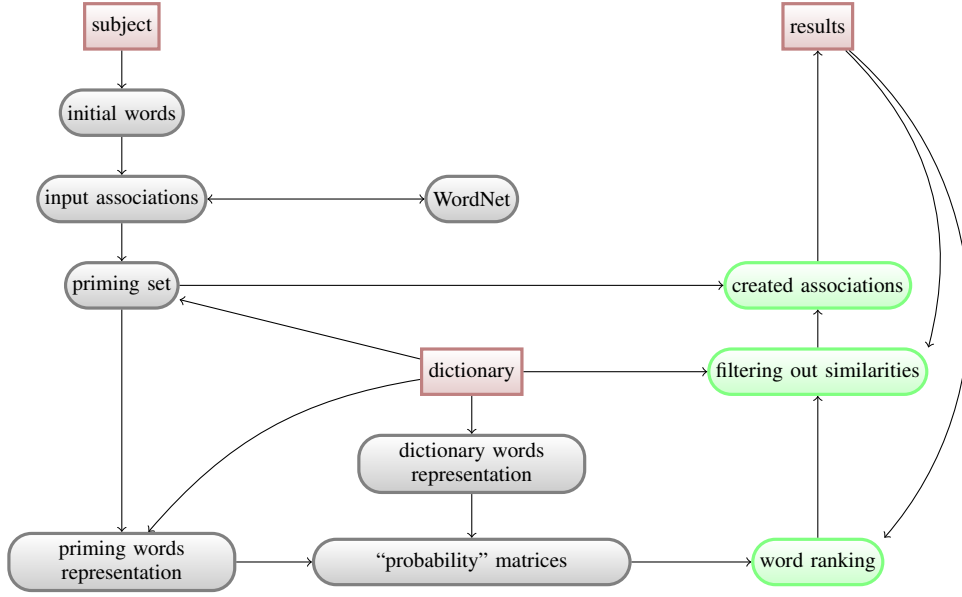 subject
results
initial words
input associations
WordNet
priming set
created associations
dictionary
filtering out similarities
dictionary words
representation
priming words
representation
“probability” matrices
word ranking